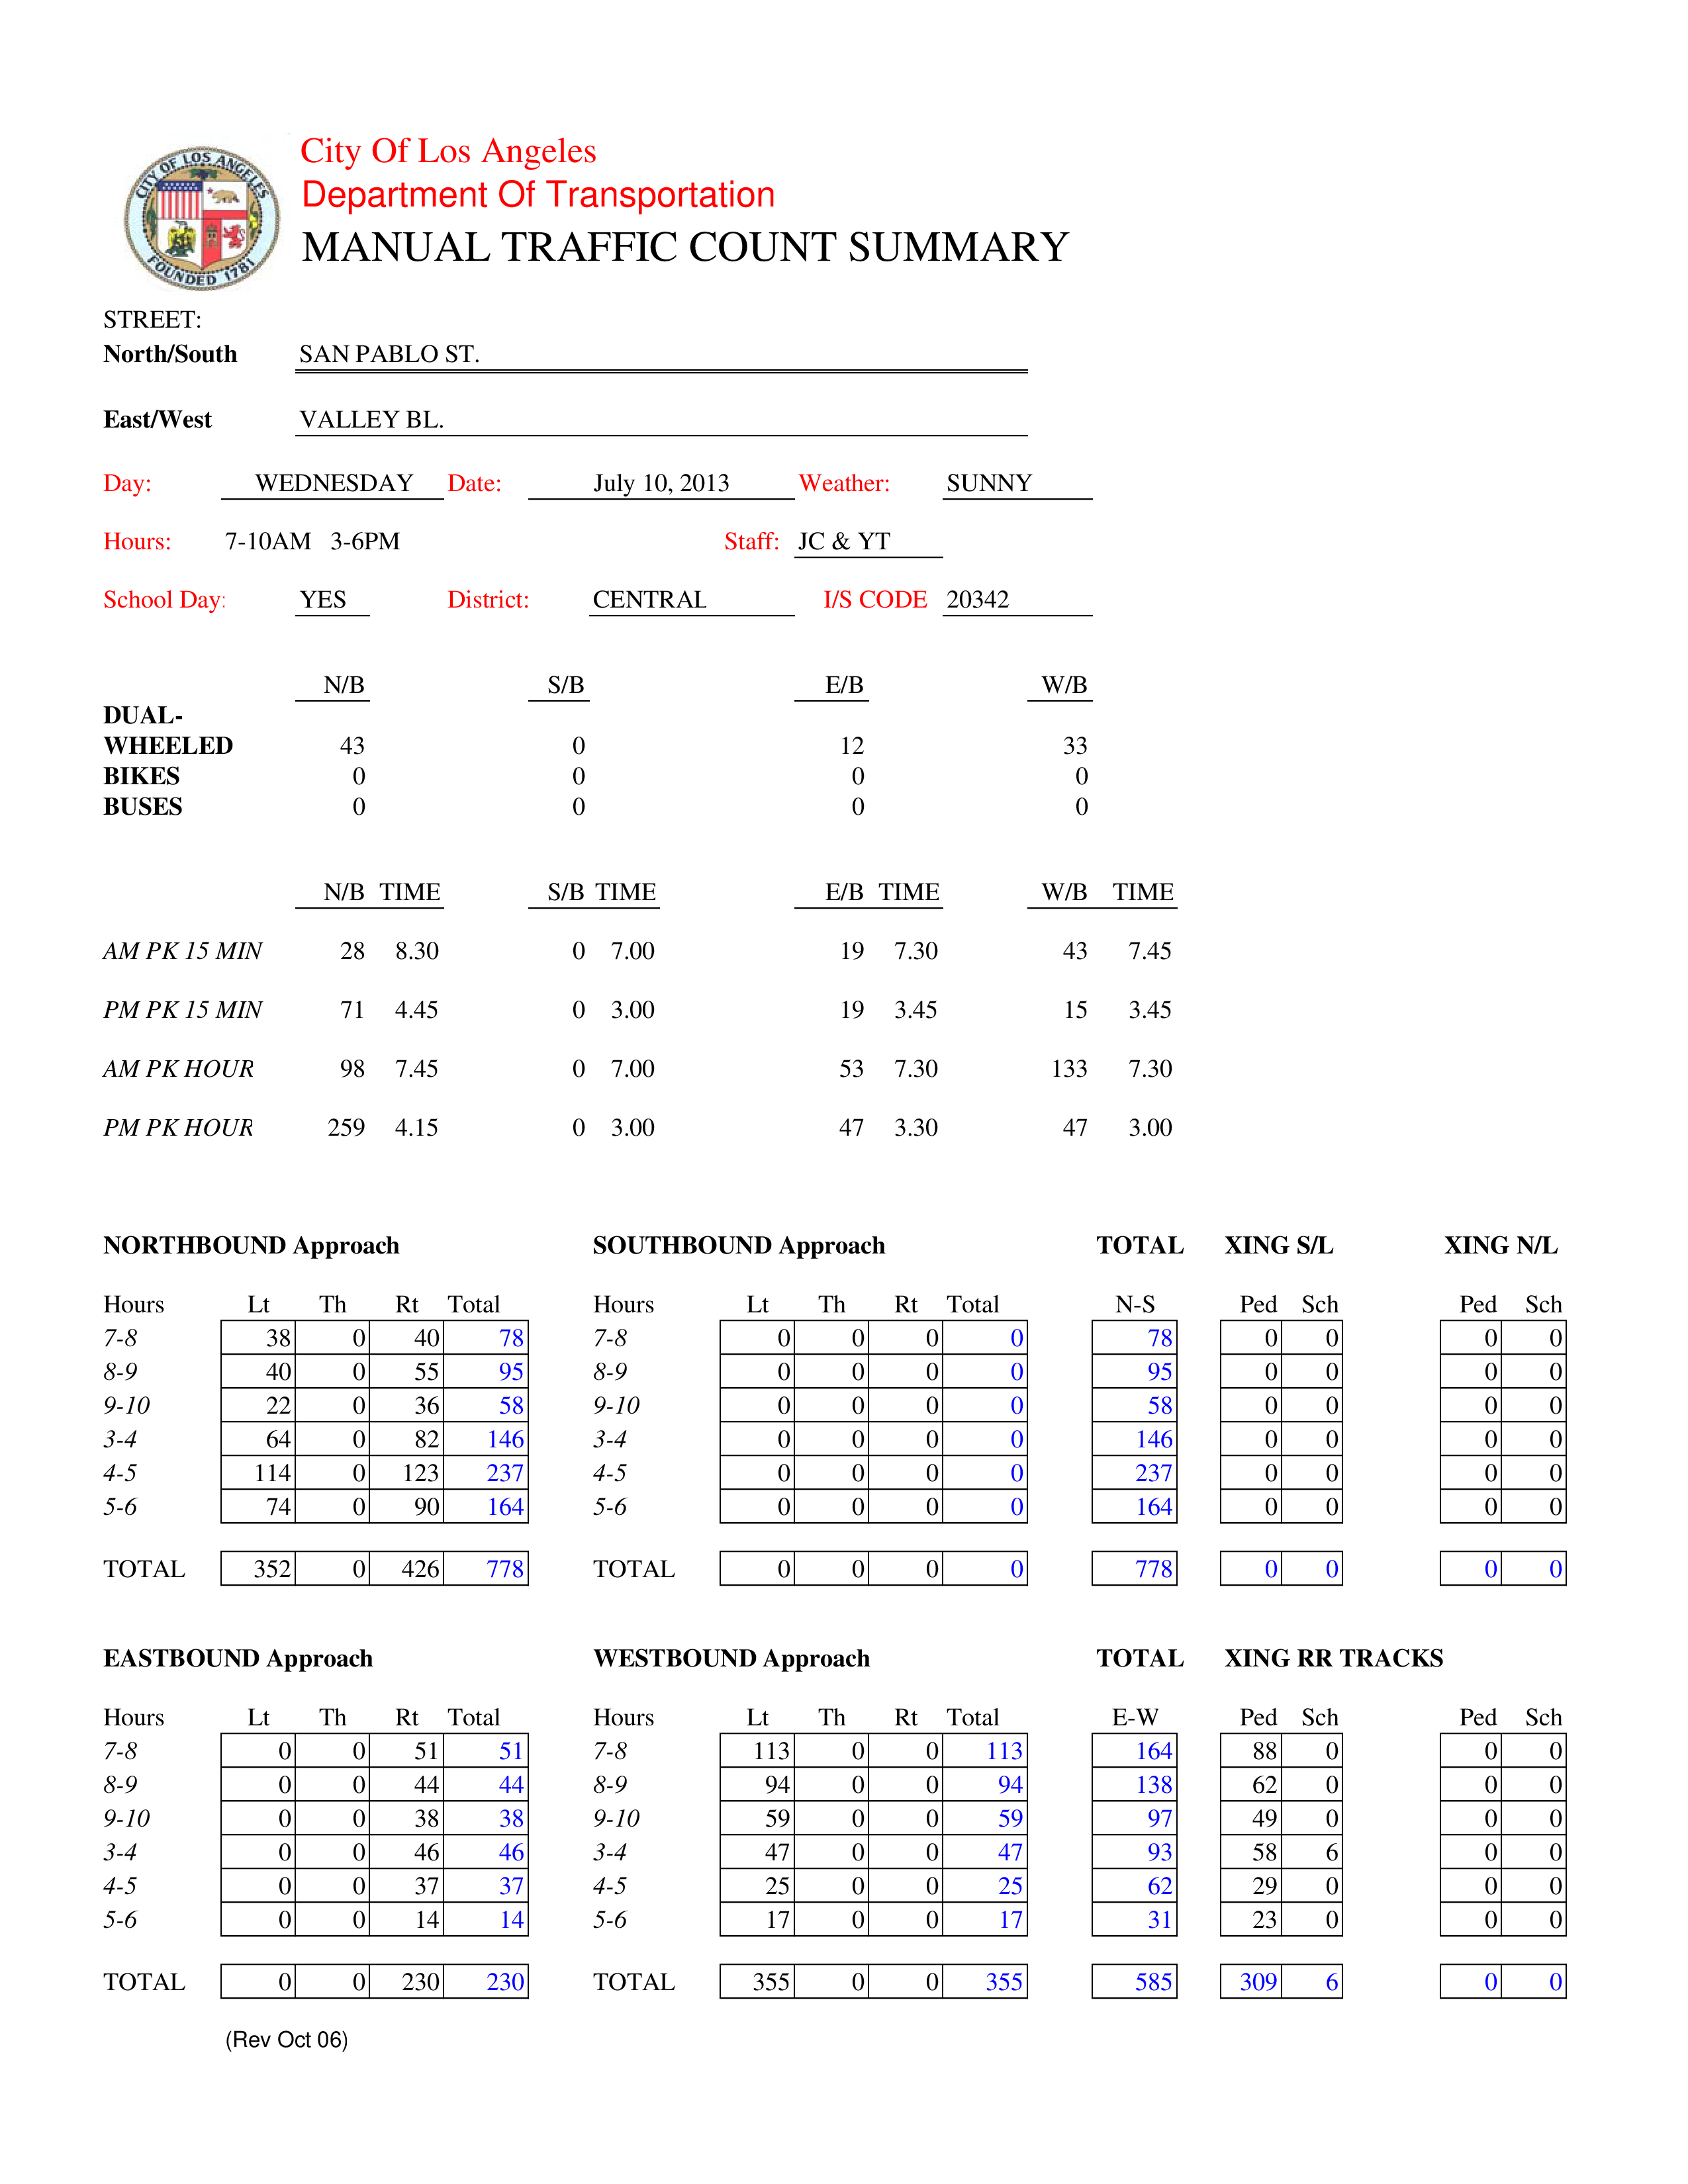 CITY OF LOS ANGELES
FOUNDED 1781
City Of Los Angeles
Department Of Transportation
MANUAL TRAFFIC COUNT SUMMARY
STREET:
North/South SAN PABLO ST.
East/West VALLEY BL.
Day: WEDNESDAY Date: July 10, 2013 Weather: SUNNY
Hours: 7-10AM 3-6PM Staff: JC & YT
School Day: YES District: CENTRAL I/S CODE 20342
N/B S/B E/B W/B
DUAL-
WHEELED 43 0 12 33
BIKES 0 0 0 0
BUSES 0 0 0 0
N/B TIME S/B TIME E/B TIME W/B TIME
AM PK 15 MIN 28 8.30 0 7.00 19 7.30 43 7.45
PM PK 15 MIN 71 4.45 0 3.00 19 3.45 15 3.45
AM PK HOUR 98 7.45 0 7.00 53 7.30 133 7.30
PM PK HOUR 259 4.15 0 3.00 47 3.30 47 3.00
NORTHBOUND Approach SOUTHBOUND Approach TOTAL XING S/L XING N/L
Hours Lt Th Rt Total Hours Lt Th Rt Total N-S Ped Sch Ped Sch
7-8 38 0 40 78 7-8 0 0 0 0 78 0 0 0 0
8-9 40 0 55 95 8-9 0 0 0 0 95 0 0 0 0
9-10 22 0 36 58 9-10 0 0 0 0 58 0 0 0 0
3-4 64 0 82 146 3-4 0 0 0 0 146 0 0 0 0
4-5 114 0 123 237 4-5 0 0 0 0 237 0 0 0 0
5-6 74 0 90 164 5-6 0 0 0 0 164 0 0 0 0
TOTAL 352 0 426 778 TOTAL 0 0 0 0 778 0 0 0 0
EASTBOUND Approach WESTBOUND Approach TOTAL XING RR TRACKS
Hours Lt Th Rt Total Hours Lt Th Rt Total E-W Ped Sch Ped Sch
7-8 0 0 51 51 7-8 113 0 0 113 164 88 0 0 0
8-9 0 0 44 44 8-9 94 0 0 94 138 62 0 0 0
9-10 0 0 38 38 9-10 59 0 0 59 97 49 0 0 0
3-4 0 0 46 46 3-4 47 0 0 47 93 58 6 0 0
4-5 0 0 37 37 4-5 25 0 0 25 62 29 0 0 0
5-6 0 0 14 14 5-6 17 0 0 17 31 23 0 0 0
TOTAL 0 0 230 230 TOTAL 355 0 0 355 585 309 6 0 0
(Rev Oct 06)